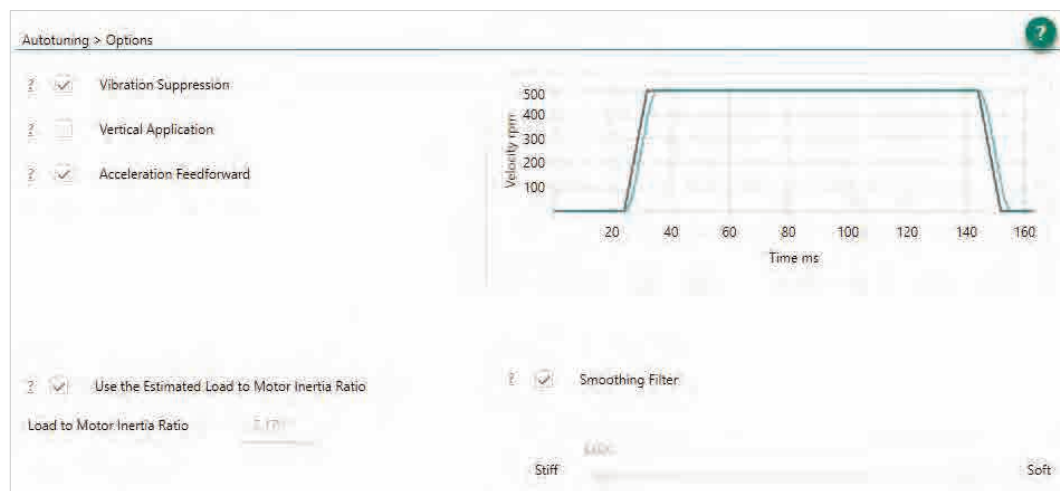 Autotuning > Options
?
? Vibration Suppression
? Vertical Application
? Acceleration Feedforward
500
400
300
200
100
Velocity rpm
20 40 60 80 100 120 140 160
Time ms
? Use the Estimated Load to Motor Inertia Ratio
Load to Motor Inertia Ratio
? Smoothing Filter
Stiff
Soft